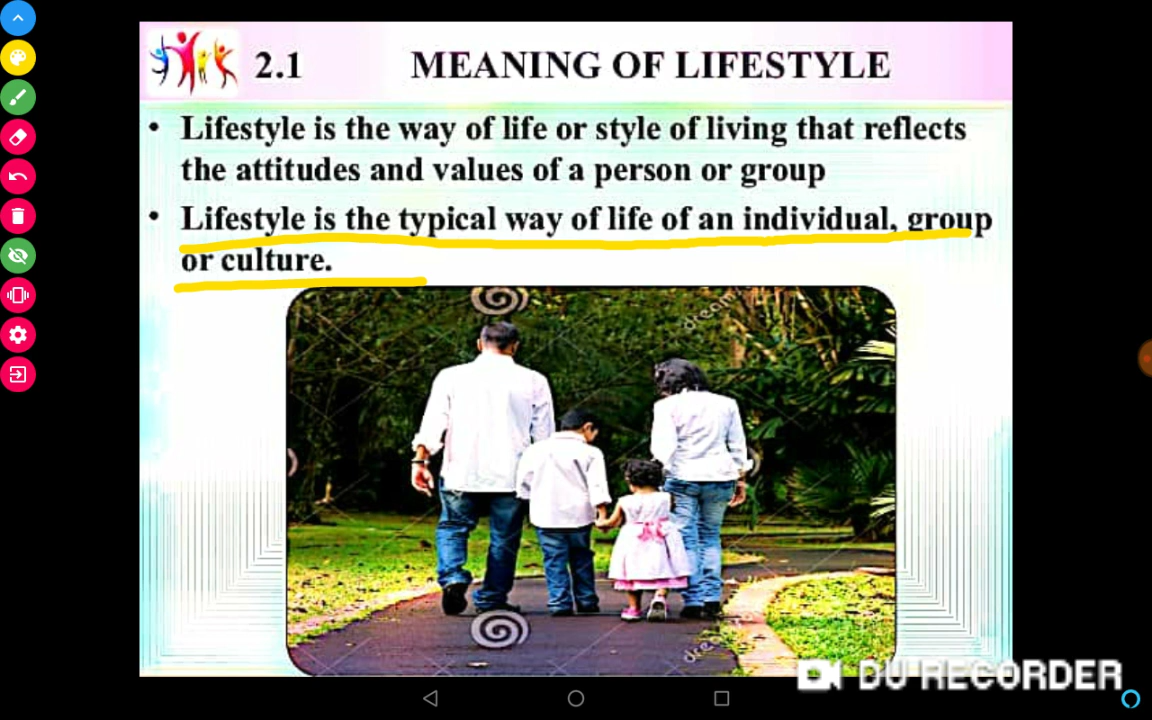 2.1 MEANING OF LIFESTYLE
• Lifestyle is the way of life or style of living that reflects
the attitudes and values of a person or group
• Lifestyle is the typical way of life of an individual, group
or culture.
DU RECORDER